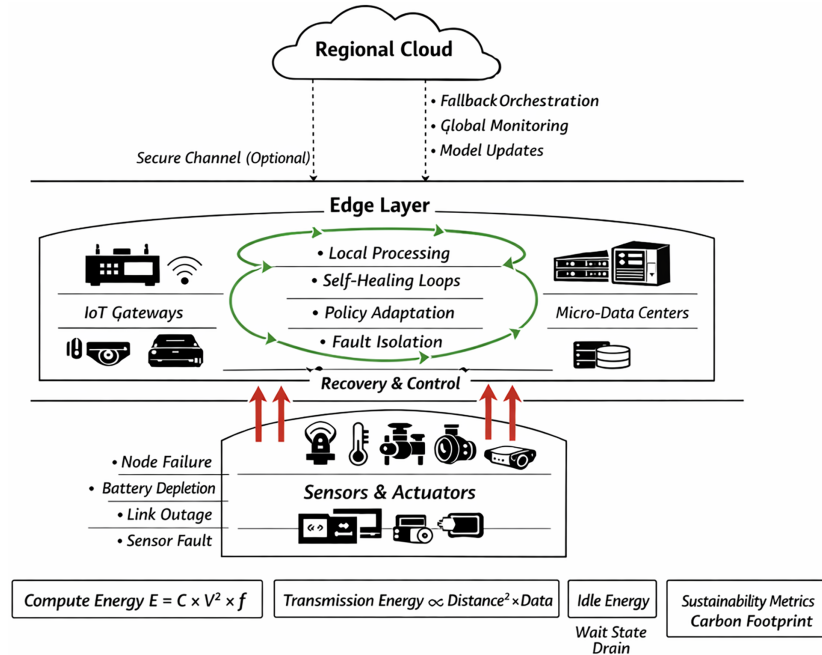 Regional Cloud
• Fallback Orchestration
• Global Monitoring
• Model Updates
Secure Channel (Optional)
Edge Layer
• Local Processing
• Self-Healing Loops
• Policy Adaptation
• Fault Isolation
IoT Gateways
Micro-Data Centers
Recovery & Control
• Node Failure
• Battery Depletion
• Link Outage
• Sensor Fault
Sensors & Actuators
Compute Energy E = C × V² × f
Transmission Energy ∝ Distance² × Data
Idle Energy
Wait State
Drain
Sustainability Metrics
Carbon Footprint